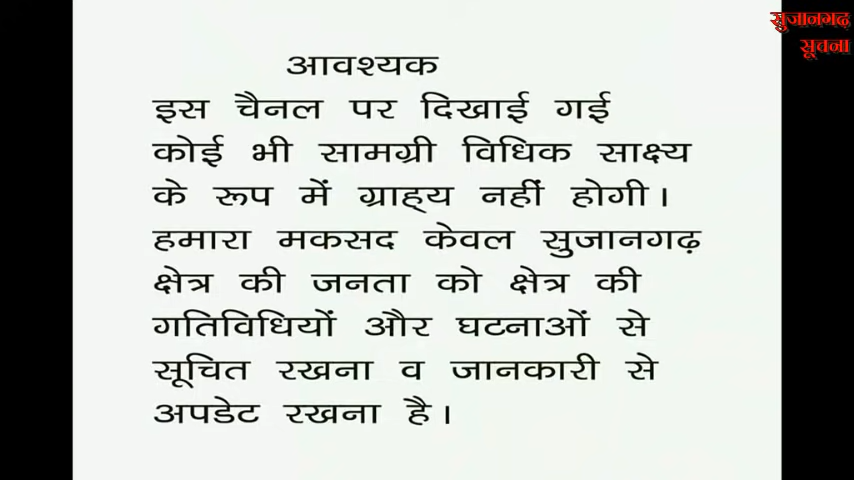 सुजानगढ़
सूचना
आवश्यक
इस चैनल पर दिखाई गई
कोई भी सामग्री विधिक साक्ष्य
के रूप में ग्राह्य नहीं होगी।
हमारा मकसद केवल सुजानगढ़
क्षेत्र की जनता को क्षेत्र की
गतिविधियों और घटनाओं से
सूचित रखना व जानकारी से
अपडेट रखना है।